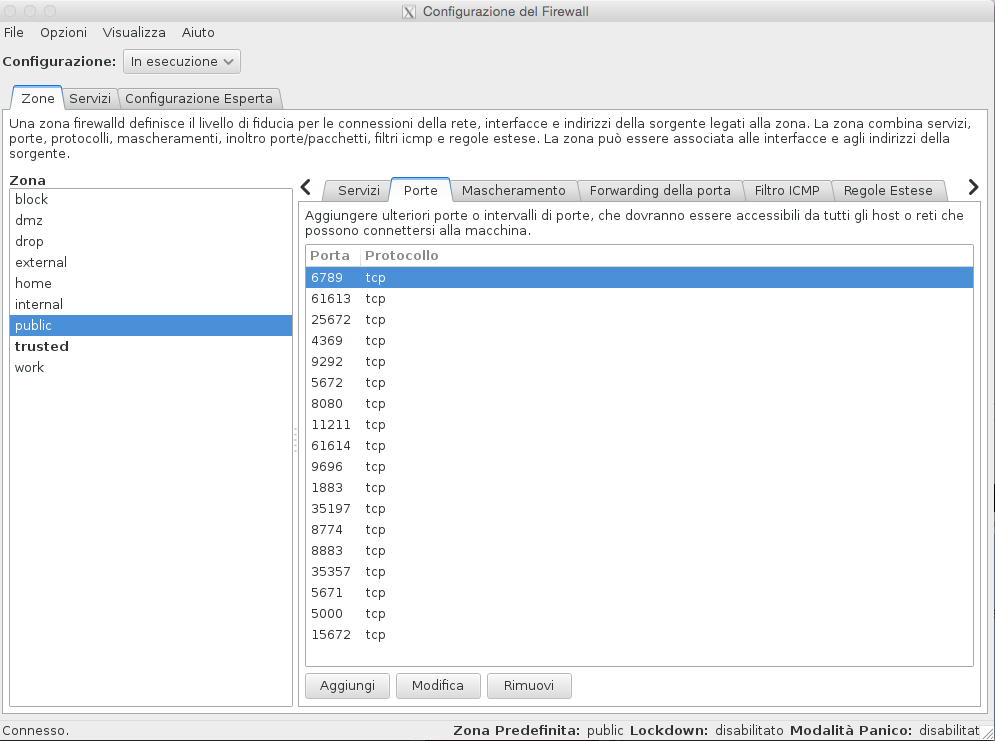 Configurazione del Firewall
File Opzioni Visualizza Aiuto
Configurazione: In esecuzione
Zone Servizi Configurazione Esperta
Una zona firewalld definisce il livello di fiducia per le connessioni della rete, interfacce e indirizzi della sorgente legati alla zona. La zona combina servizi,
porte, protocolli, mascheramenti, inoltro porte/pacchetti, filtri icmp e regole estese. La zona può essere associata alle interfacce e agli indirizzi della
sorgente.
Zona
block
dmz
drop
external
home
internal
public
trusted
work
Servizi Porte Mascheramento Forwarding della porta Filtro ICMP Regole Estese
Aggiungere ulteriori porte o intervalli di porte, che dovranno essere accessibili da tutti gli host o reti che
possono connettersi alla macchina.
Porta Protocollo
6789 tcp
61613 tcp
25672 tcp
4369 tcp
9292 tcp
5672 tcp
8080 tcp
11211 tcp
61614 tcp
9696 tcp
1883 tcp
35197 tcp
8774 tcp
8883 tcp
35357 tcp
5671 tcp
5000 tcp
15672 tcp
Aggiungi Modifica Rimuovi
Connesso.
Zona Predefinita: public Lockdown: disabilitato Modalità Panico: disabilitat